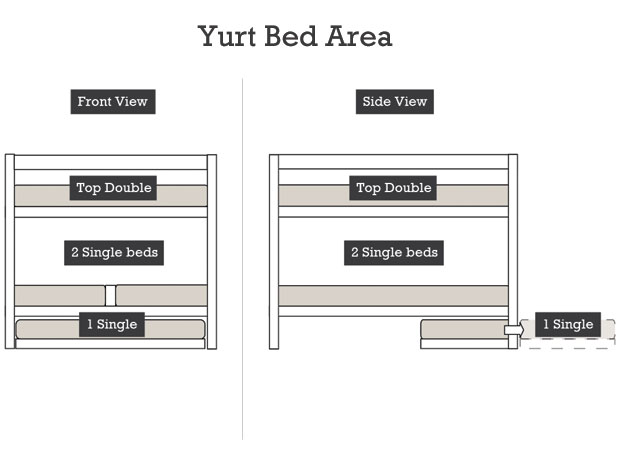 Yurt Bed Area
Front View
Side View
Top Double
Top Double
2 Single beds
2 Single beds
1 Single
1 Single